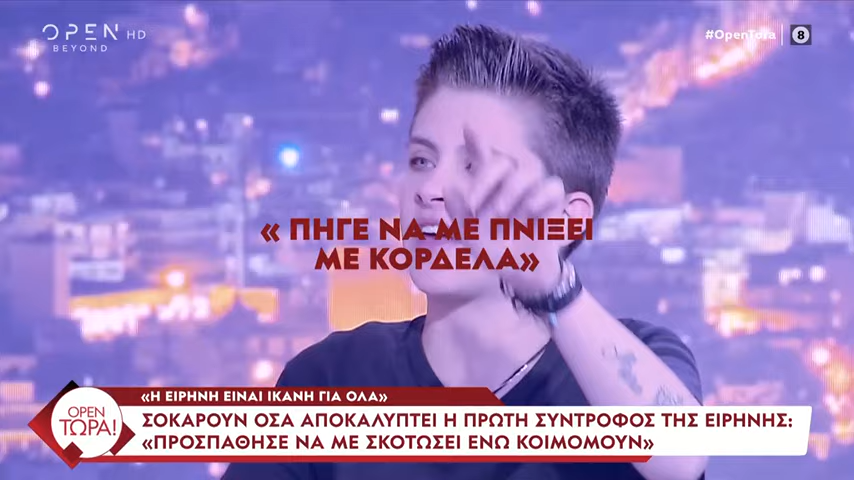 OPEN HD
BEYOND
#OpenTora
8
« ΠΗΓΕ ΝΑ ΜΕ ΠΝΙΞΕΙ
ΜΕ ΚΟΡΔΕΛΑ»
«Η ΕΙΡΗΝΗ ΕΙΝΑΙ ΙΚΑΝΗ ΓΙΑ ΟΛΑ»
OPEN
ΤΩΡΑ!
ΣΟΚΑΡΟΥΝ ΟΣΑ ΑΠΟΚΑΛΥΠΤΕΙ Η ΠΡΩΤΗ ΣΥΝΤΡΟΦΟΣ ΤΗΣ ΕΙΡΗΝΗΣ:
«ΠΡΟΣΠΑΘΗΣΕ ΝΑ ΜΕ ΣΚΟΤΩΣΕΙ ΕΝΩ ΚΟΙΜΟΜΟΥΝ»